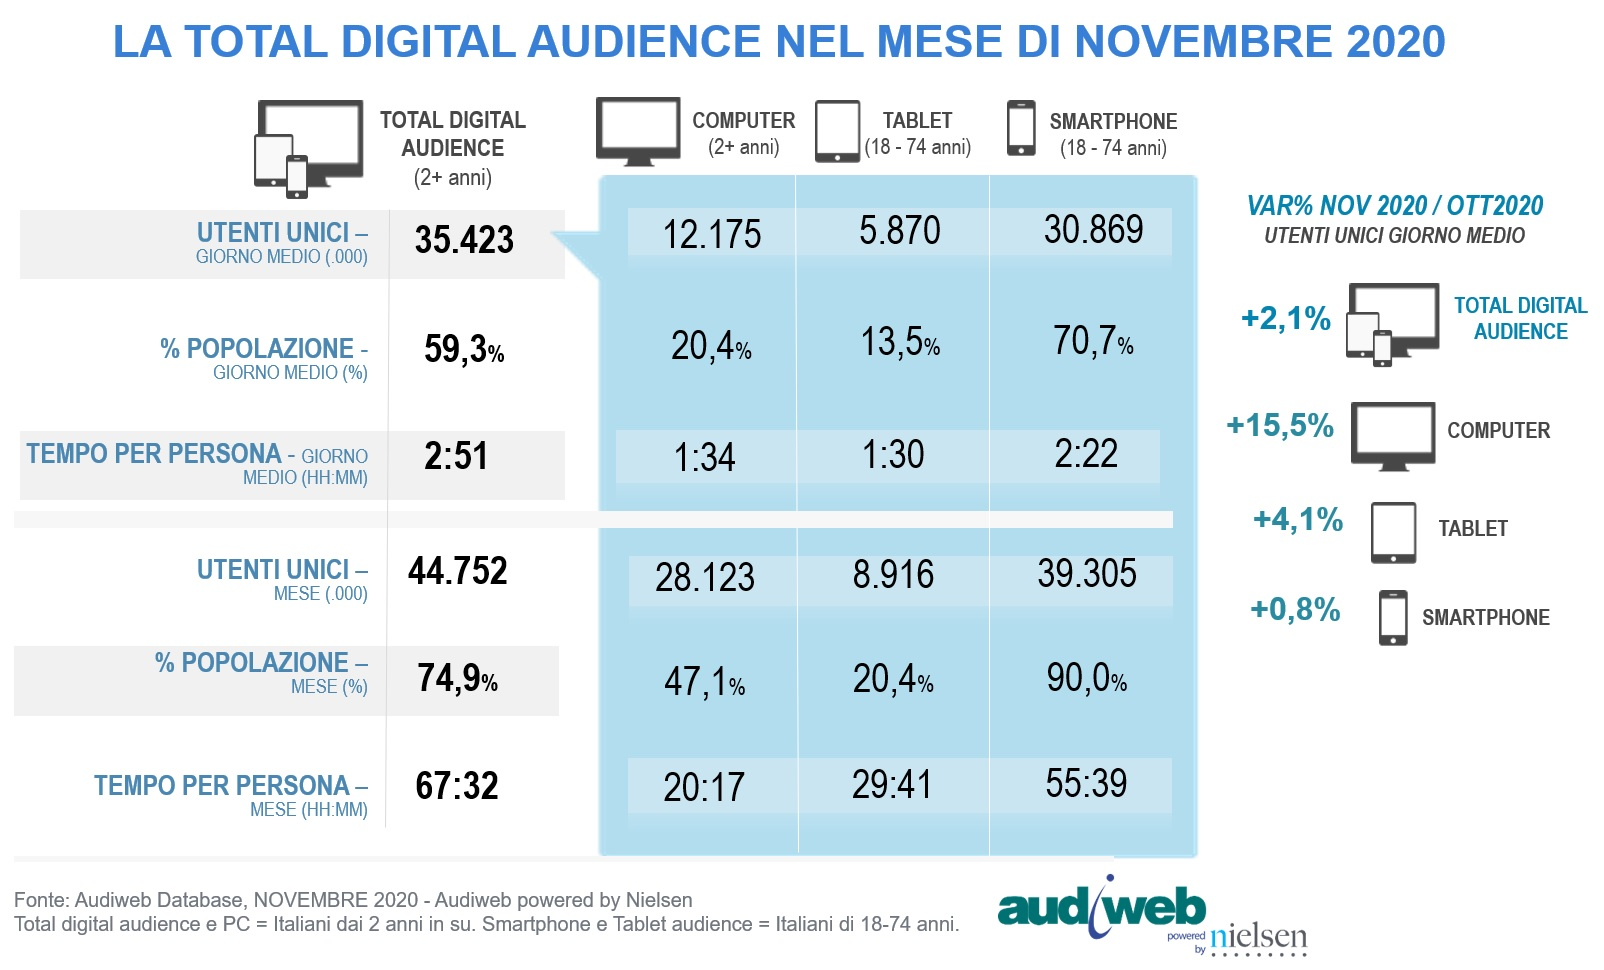 LA TOTAL DIGITAL AUDIENCE NEL MESE DI NOVEMBRE 2020
TOTAL DIGITAL
AUDIENCE
(2+ anni)
COMPUTER
(2+ anni)
TABLET
(18 - 74 anni)
SMARTPHONE
(18 - 74 anni)
UTENTI UNICI –
GIORNO MEDIO (.000)
35.423
12.175
5.870
30.869
% POPOLAZIONE -
GIORNO MEDIO (%)
59,3%
20,4%
13,5%
70,7%
TEMPO PER PERSONA - GIORNO
MEDIO (HH:MM)
2:51
1:34
1:30
2:22
UTENTI UNICI –
MESE (.000)
44.752
28.123
8.916
39.305
% POPOLAZIONE –
MESE (%)
74,9%
47,1%
20,4%
90,0%
TEMPO PER PERSONA –
MESE (HH:MM)
67:32
20:17
29:41
55:39
VAR% NOV 2020 / OTT2020
UTENTI UNICI GIORNO MEDIO
+2,1%
TOTAL DIGITAL
AUDIENCE
+15,5%
COMPUTER
+4,1%
TABLET
+0,8%
SMARTPHONE
Fonte: Audiweb Database, NOVEMBRE 2020 - Audiweb powered by Nielsen
Total digital audience e PC = Italiani dai 2 anni in su. Smartphone e Tablet audience = Italiani di 18-74 anni.
audiweb
powered
by
nielsen